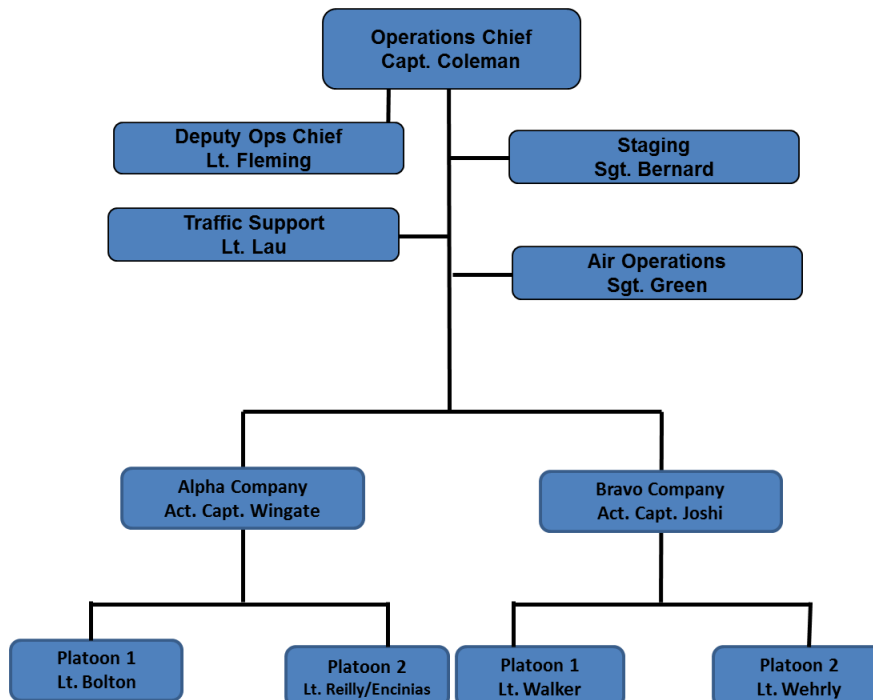 Operations Chief
Capt. Coleman
Deputy Ops Chief
Lt. Fleming
Staging
Sgt. Bernard
Traffic Support
Lt. Lau
Air Operations
Sgt. Green
Alpha Company
Act. Capt. Wingate
Bravo Company
Act. Capt. Joshi
Platoon 1
Lt. Bolton
Platoon 2
Lt. Reilly/Encinias
Platoon 1
Lt. Walker
Platoon 2
Lt. Wehrly